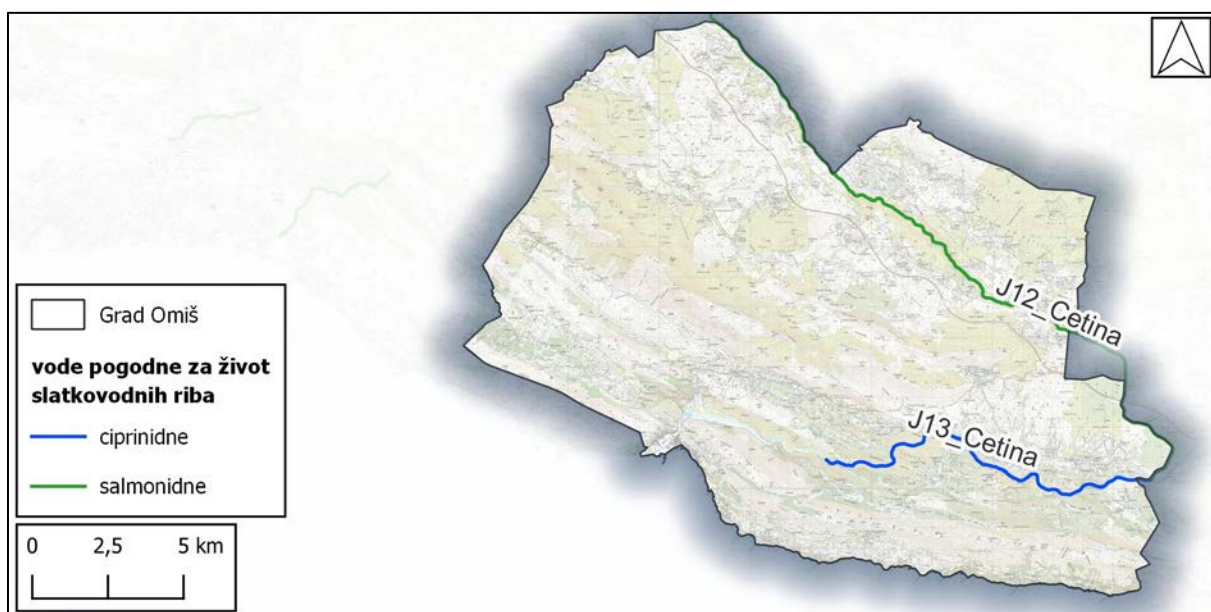 J12_Cetina
J13_Cetina
Grad Omiš
vode pogodne za život
slatkovodnih riba
ciprinidne
salmonidne
0 2,5 5 km